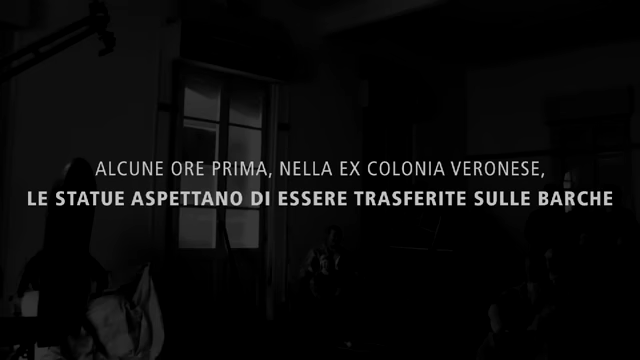 ALCUNE ORE PRIMA, NELLA EX COLONIA VERONESE,
LE STATUE ASPETTANO DI ESSERE TRASFERITE SULLE BARCHE